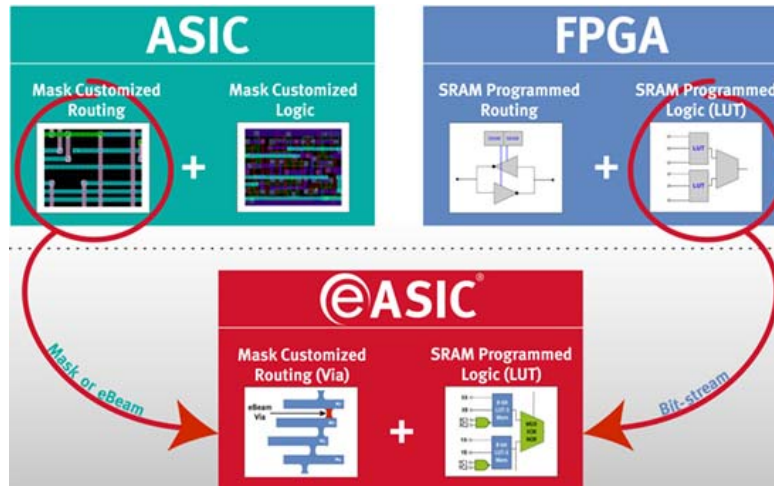 ASIC
Mask Customized
Routing
+
Mask Customized
Logic
FPGA
SRAM Programmed
Routing
+
SRAM Programmed
Logic (LUT)
LUT
LUT
Mask or eBeam
Bit-stream
eASIC®
Mask Customized
Routing (Via)
eBeam
Via
+
SRAM Programmed
Logic (LUT)